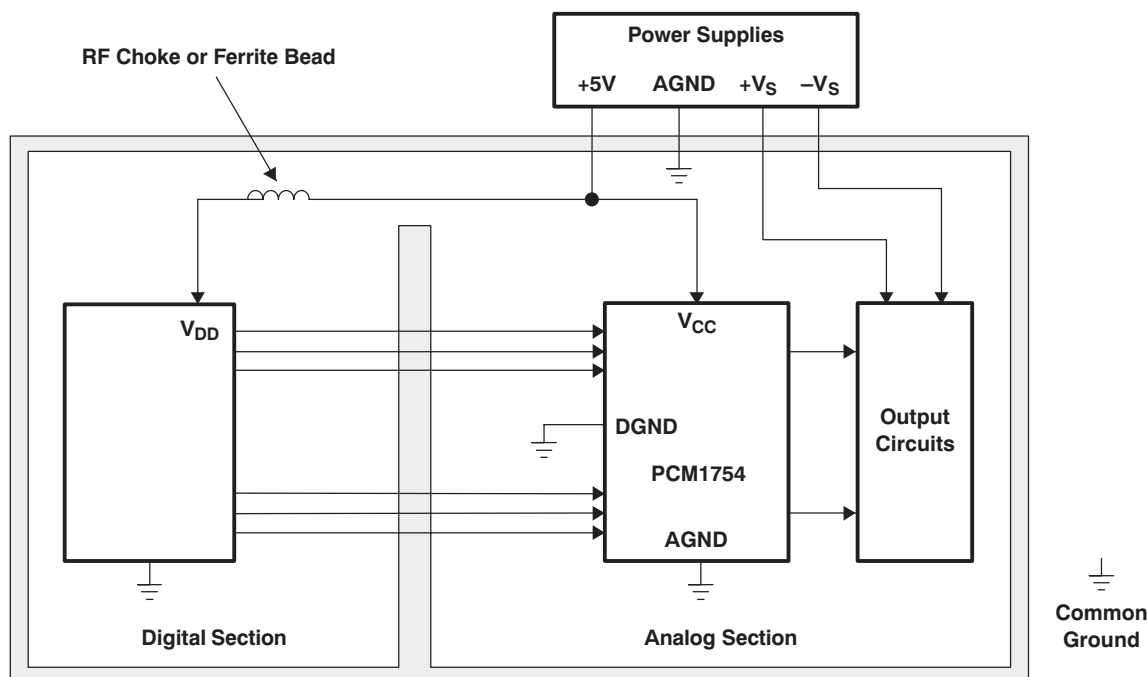 Power Supplies
RF Choke or Ferrite Bead
+5V AGND +VS –VS
VDD
VCC
DGND
Output
Circuits
PCM1754
AGND
Common
Ground
Digital Section
Analog Section